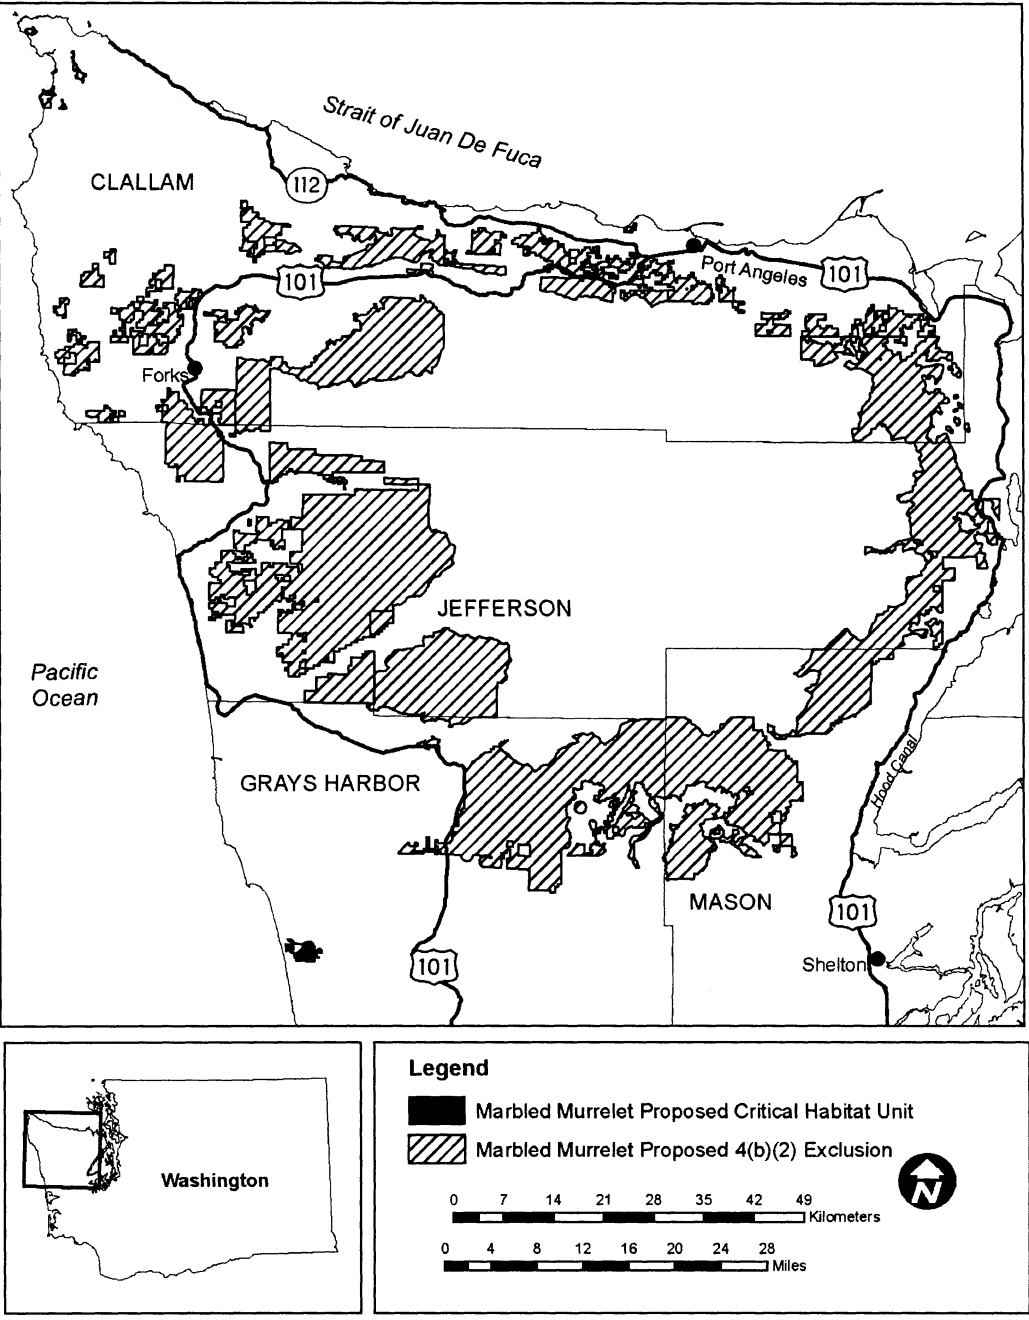 Strait of Juan De Fuca
CLALLAM
112
101
Port Angeles
101
Forks
JEFFERSON
Pacific
Ocean
Hood Canal
GRAYS HARBOR
MASON
101
101
Shelton
Washington
Legend
Marbled Murrelet Proposed Critical Habitat Unit
Marbled Murrelet Proposed 4(b)(2) Exclusion
N
0 7 14 21 28 35 42 49
Kilometers
0 4 8 12 16 20 24 28
Miles